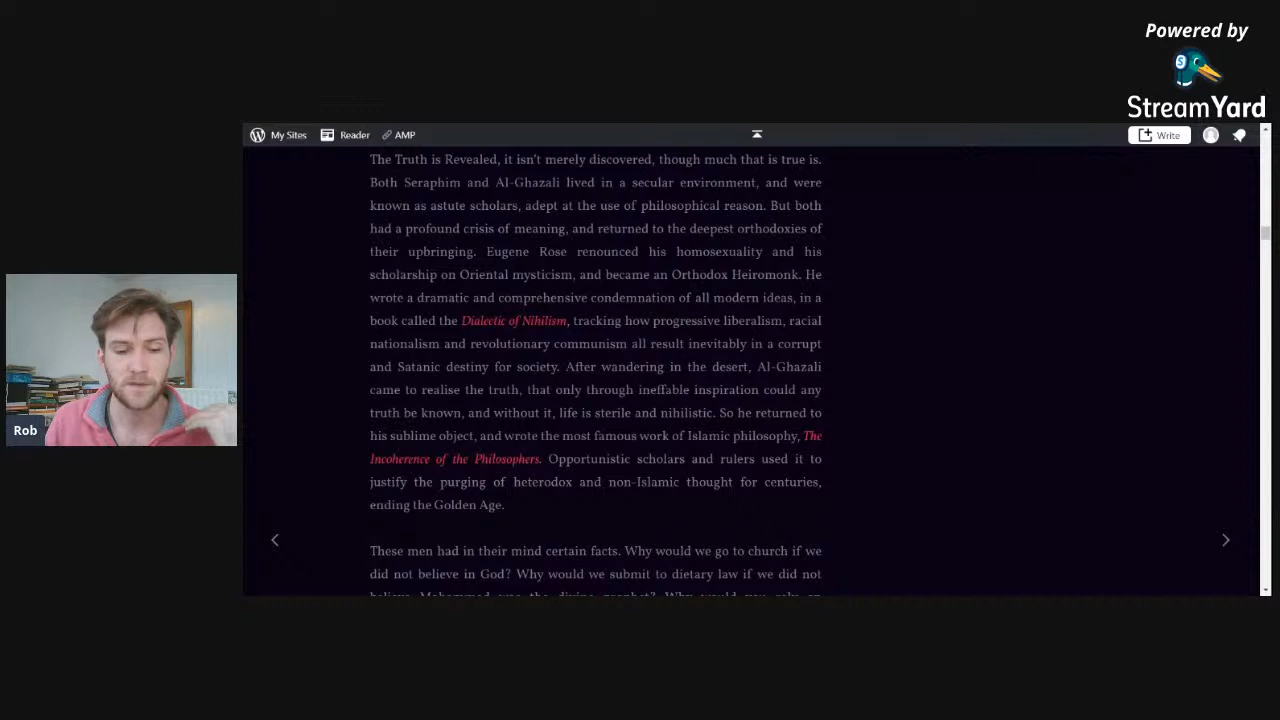 Powered by
StreamYard
My Sites Reader AMP Write
The Truth is Revealed, it isn't merely discovered, though much that is true is.
Both Seraphim and Al-Ghazali lived in a secular environment, and were
known as astute scholars, adept at the use of philosophical reason. But both
had a profound crisis of meaning, and returned to the deepest orthodoxies of
their upbringing. Eugene Rose renounced his homosexuality and his
scholarship on Oriental mysticism, and became an Orthodox Heiromonk. He
wrote a dramatic and comprehensive condemnation of all modern ideas, in a
book called the Dialectic of Nihilism, tracking how progressive liberalism, racial
nationalism and revolutionary communism all result inevitably in a corrupt
and Satanic destiny for society. After wandering in the desert, Al-Ghazali
came to realise the truth, that only through ineffable inspiration could any
truth be known, and without it, life is sterile and nihilistic. So he returned to
his sublime object, and wrote the most famous work of Islamic philosophy, The
Incoherence of the Philosophers. Opportunistic scholars and rulers used it to
justify the purging of heterodox and non-Islamic thought for centuries,
ending the Golden Age.
These men had in their mind certain facts. Why would we go to church if we
did not believe in God? Why would we submit to dietary law if we did not
believe Mohammed was the divine prophet? Why would you rely on
Rob